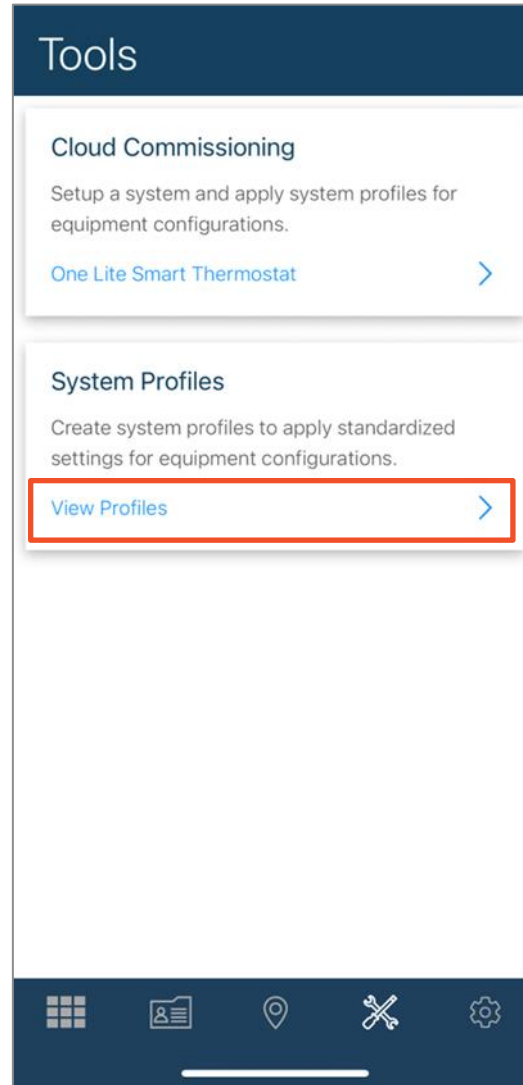 Tools
Cloud Commissioning
Setup a system and apply system profiles for
equipment configurations.
One Lite Smart Thermostat
System Profiles
Create system profiles to apply standardized
settings for equipment configurations.
View Profiles